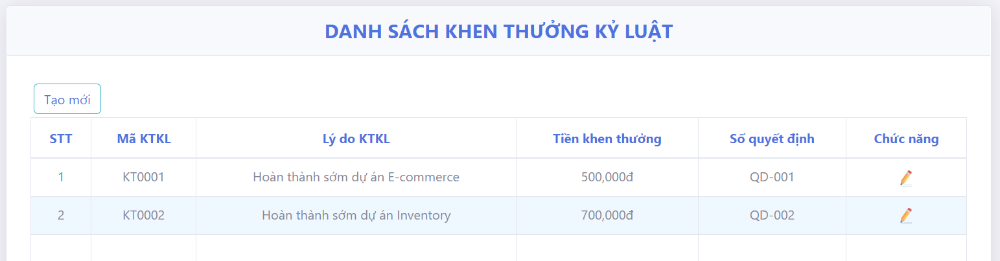 DANH SÁCH KHEN THƯỞNG KỶ LUẬT
Tạo mới
STT Mã KTKL Lý do KTKL Tiền khen thưởng Số quyết định Chức năng
1 KT0001 Hoàn thành sớm dự án E-commerce 500,000đ QD-001
2 KT0002 Hoàn thành sớm dự án Inventory 700,000đ QD-002